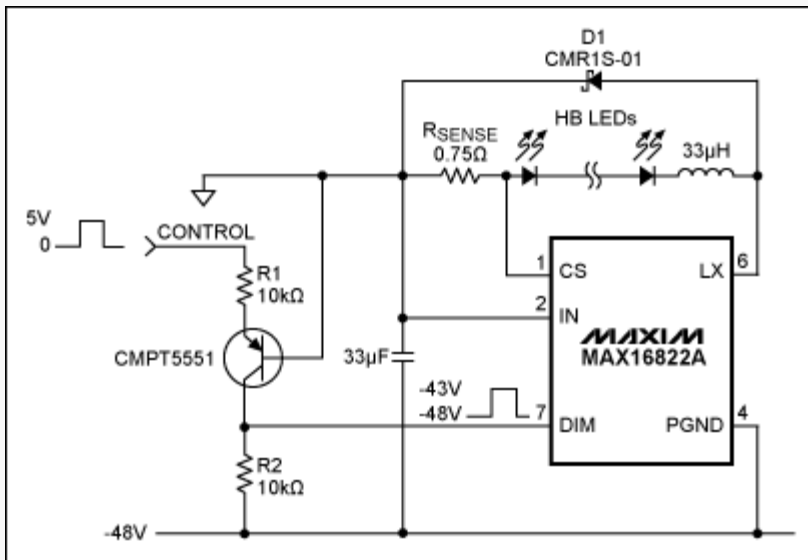 D1
CMR1S-01
HB LEDs
RSENSE
0.75Ω
33µH
5V
0
CONTROL
R1
10kΩ
CMPT5551
33µF
-43V
-48V
1
CS
LX
6
2
IN
MAXIM
MAX16822A
7
DIM
PGND
4
R2
10kΩ
-48V